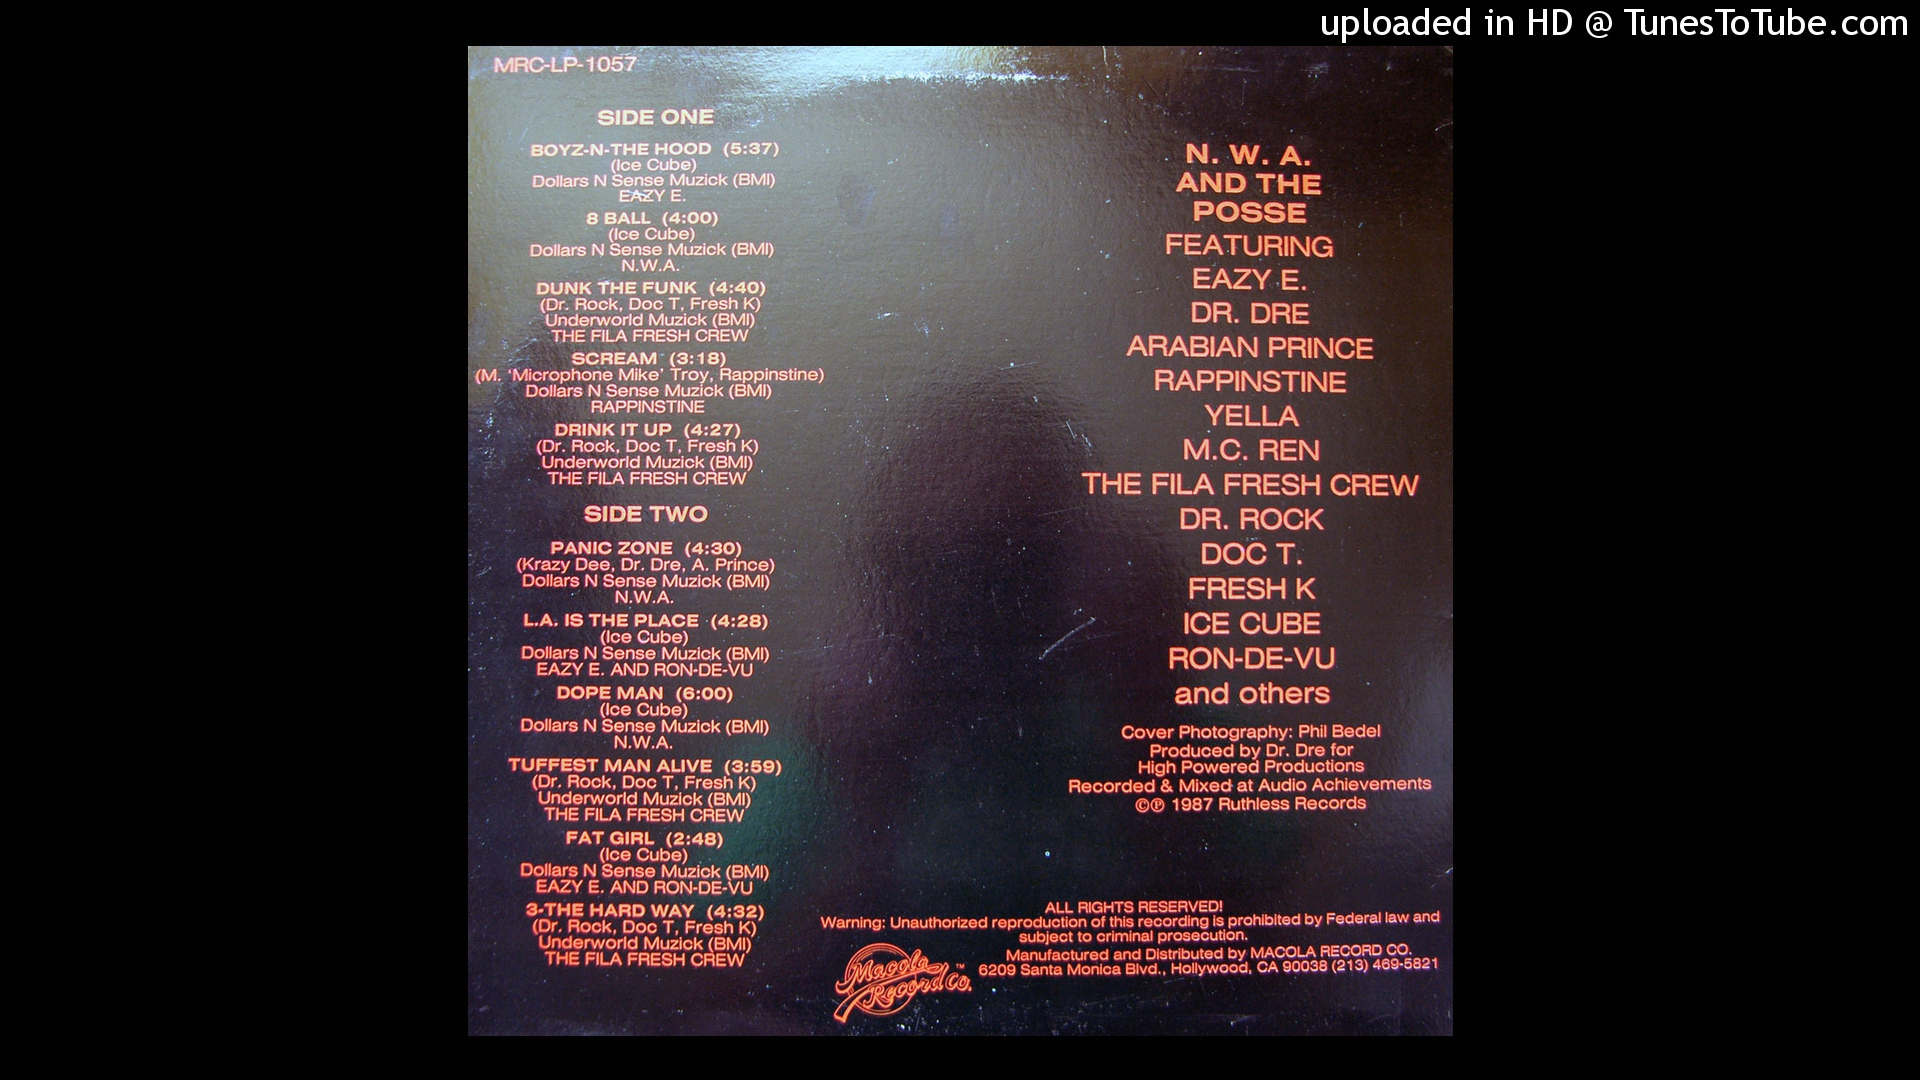 uploaded in HD @ TunesToTube.com
MRC-LP-1057
SIDE ONE
BOYZ-N-THE HOOD (5:37)
(Ice Cube)
Dollars N Sense Muzick (BMI)
EAZY E.
8 BALL (4:00)
(Ice Cube)
Dollars N Sense Muzick (BMI)
N.W.A.
DUNK THE FUNK (4:40)
(Dr. Rock, Doc T, Fresh K)
Underworld Muzick (BMI)
THE FILA FRESH CREW
SCREAM (3:18)
(M. 'Microphone Mike' Troy, Rappinstine)
Dollars N Sense Muzick (BMI)
RAPPINSTINE
DRINK IT UP (4:27)
(Dr. Rock, Doc T, Fresh K)
Underworld Muzick (BMI)
THE FILA FRESH CREW
SIDE TWO
PANIC ZONE (4:30)
(Krazy Dee, Dr. Dre, A. Prince)
Dollars N Sense Muzick (BMI)
N.W.A.
L.A. IS THE PLACE (4:28)
(Ice Cube)
Dollars N Sense Muzick (BMI)
EAZY E. AND RON-DE-VU
DOPE MAN (6:00)
(Ice Cube)
Dollars N Sense Muzick (BMI)
N.W.A.
TUFFEST MAN ALIVE (3:59)
(Dr. Rock, Doc T, Fresh K)
Underworld Muzick (BMI)
THE FILA FRESH CREW
FAT GIRL (2:48)
(Ice Cube)
Dollars N Sense Muzick (BMI)
EAZY E. AND RON-DE-VU
3-THE HARD WAY (4:32)
(Dr. Rock, Doc T, Fresh K)
Underworld Muzick (BMI)
THE FILA FRESH CREW
N. W. A.
AND THE
POSSE
FEATURING
EAZY E.
DR. DRE
ARABIAN PRINCE
RAPPINSTINE
YELLA
M.C. REN
THE FILA FRESH CREW
DR. ROCK
DOC T.
FRESH K
ICE CUBE
RON-DE-VU
and others
Cover Photography: Phil Bedel
Produced by Dr. Dre for
High Powered Productions
Recorded & Mixed at Audio Achievements
©℗ 1987 Ruthless Records
ALL RIGHTS RESERVED!
Warning: Unauthorized reproduction of this recording is prohibited by Federal law and
subject to criminal prosecution.
Manufactured and Distributed by MACOLA RECORD CO.
6209 Santa Monica Blvd., Hollywood, CA 90038 (213) 469-5821
Macola
Record Co.™